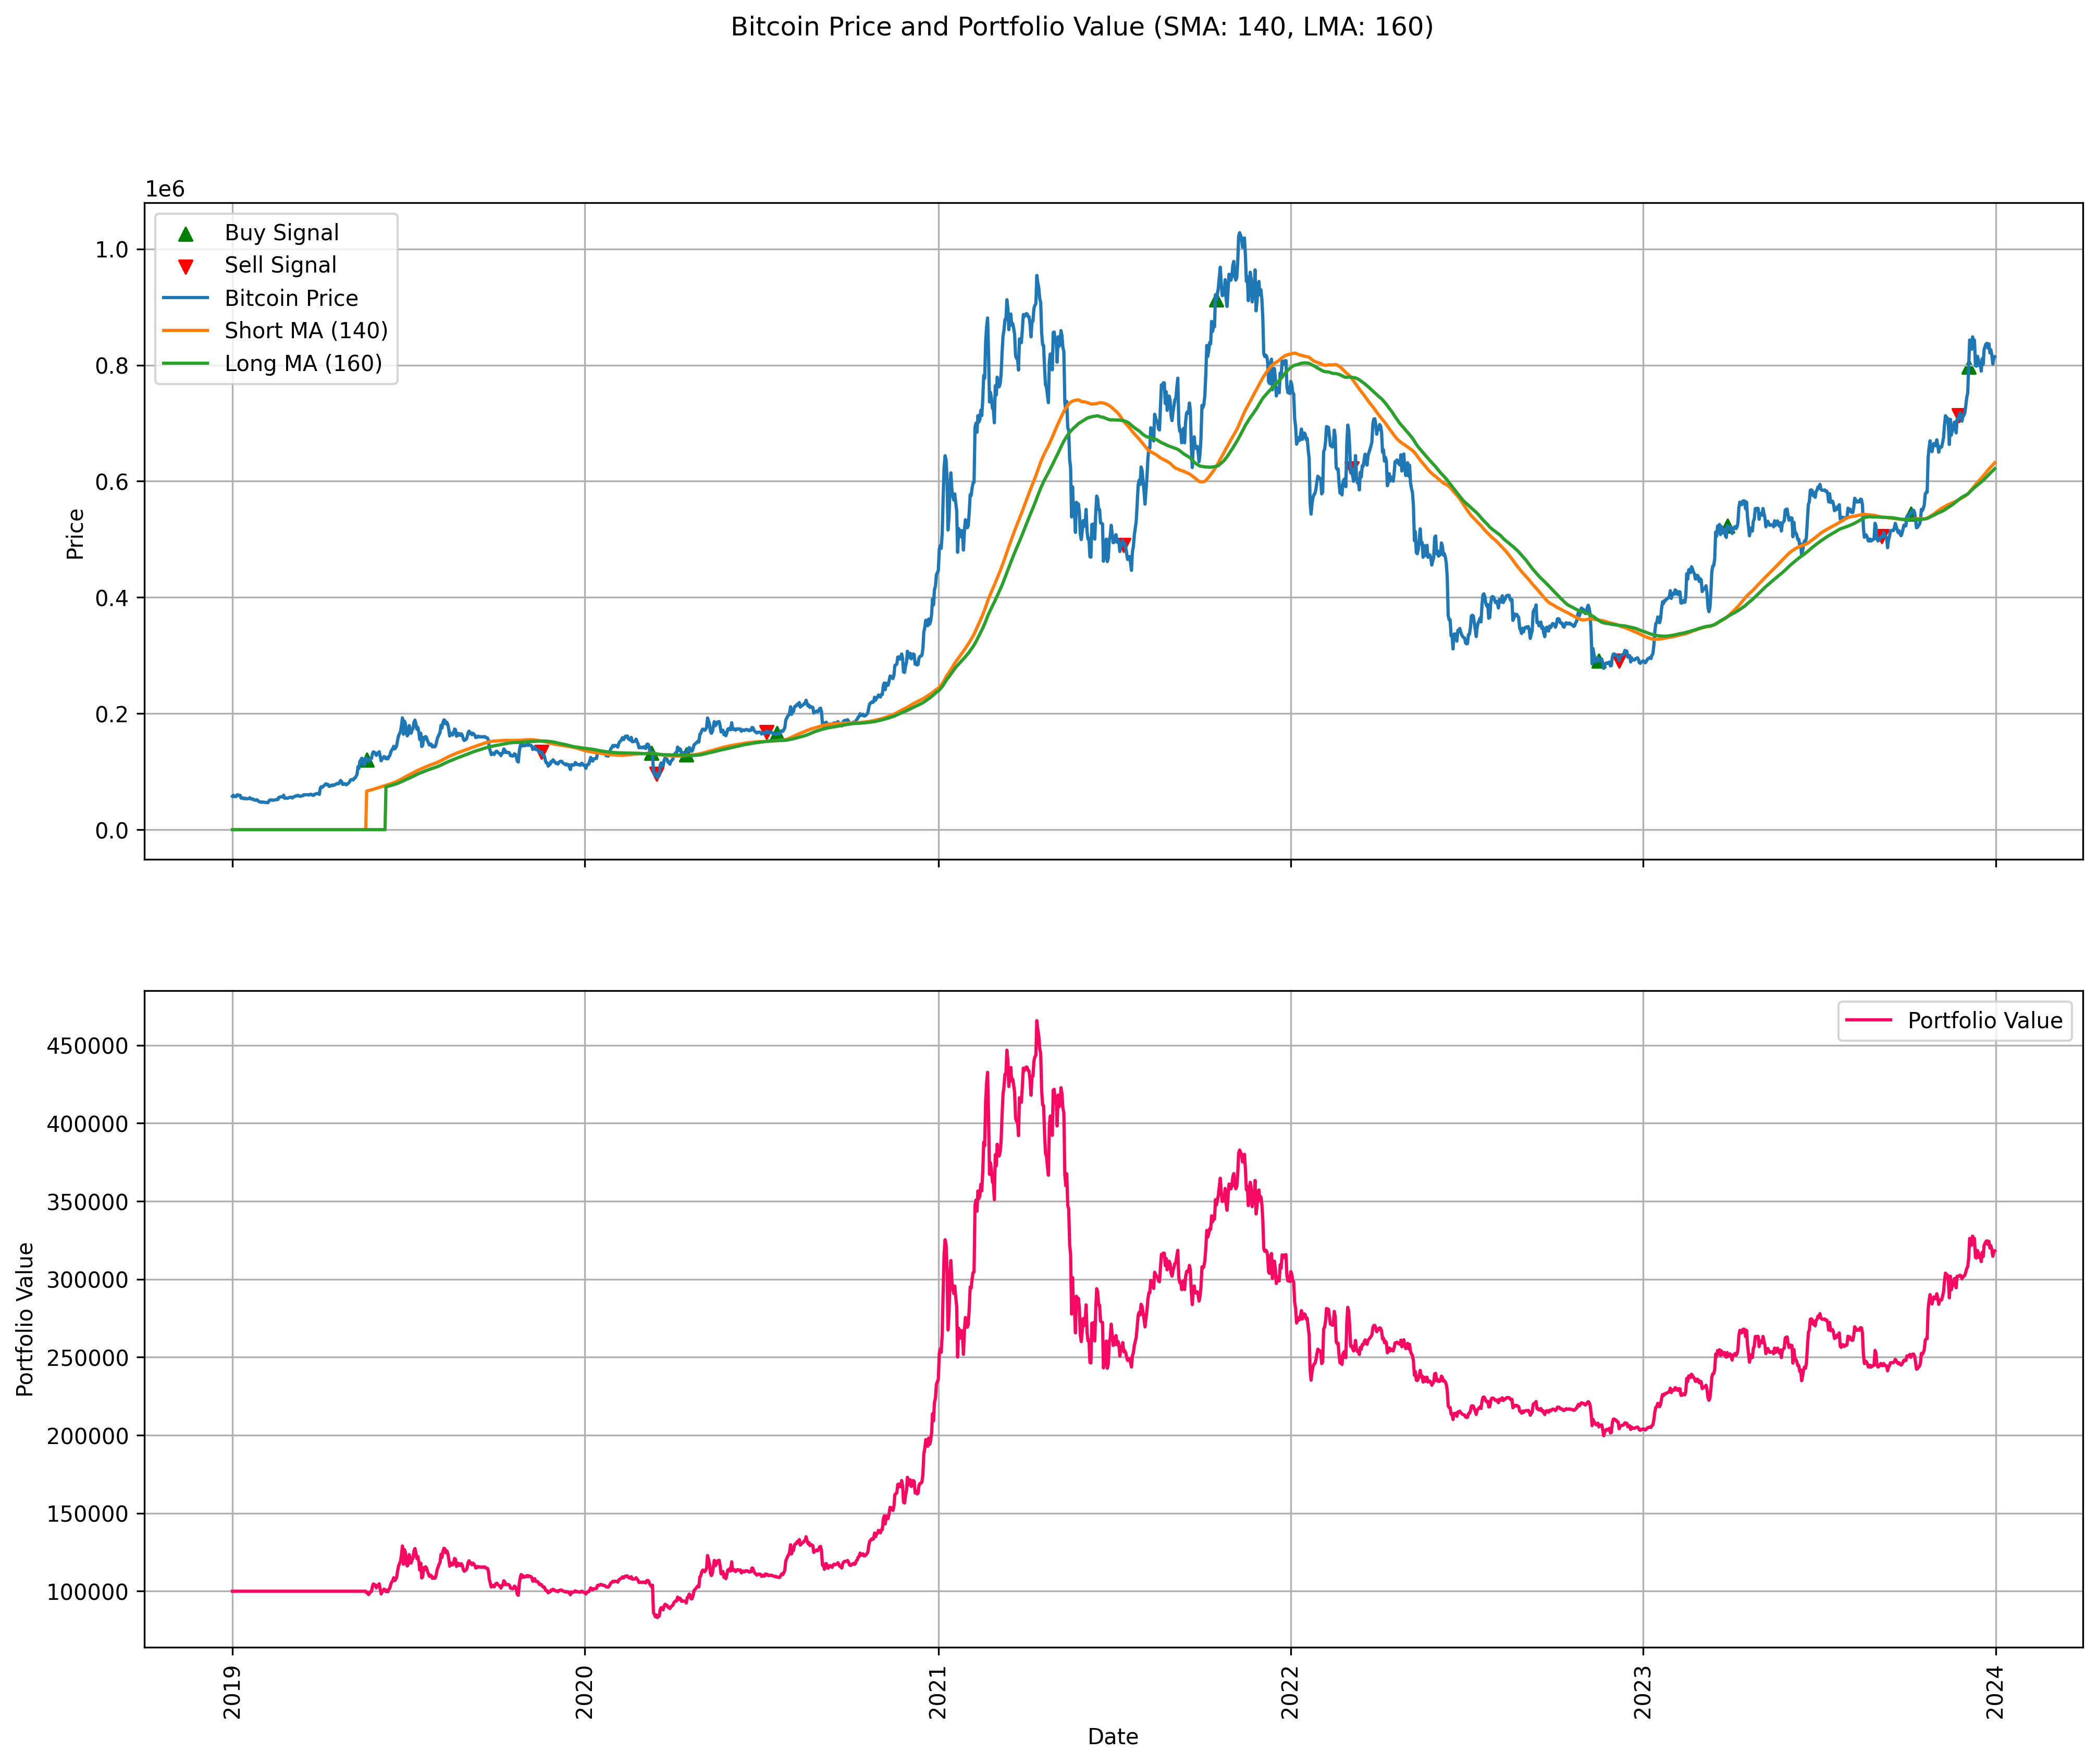 Bitcoin Price and Portfolio Value (SMA: 140, LMA: 160)
1e6
Buy Signal
Sell Signal
Bitcoin Price
Short MA (140)
Long MA (160)
1.0
0.8
0.6
0.4
0.2
0.0
Price
Portfolio Value
450000
400000
350000
300000
250000
200000
150000
100000
Portfolio Value
2019
2020
2021
2022
2023
2024
Date